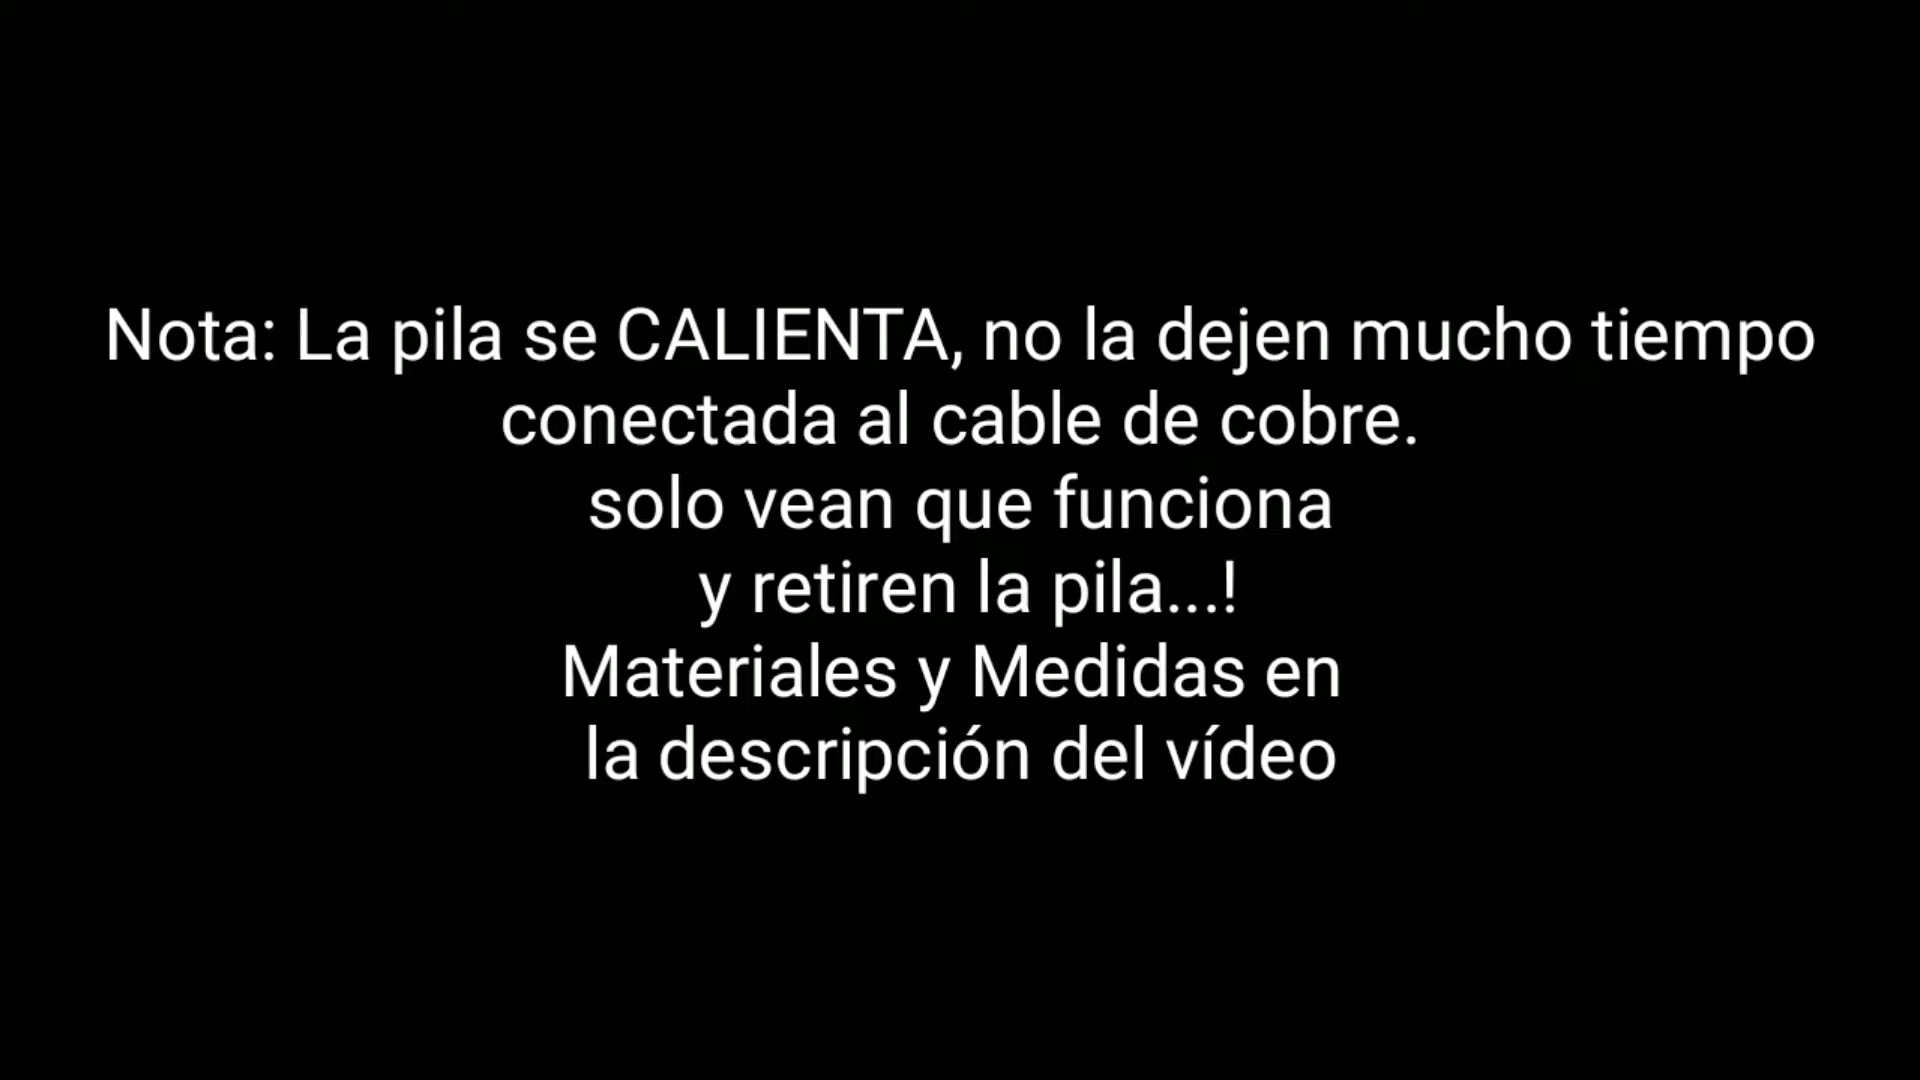 Nota: La pila se CALIENTA, no la dejen mucho tiempo
conectada al cable de cobre.
solo vean que funciona
y retiren la pila...!
Materiales y Medidas en
la descripción del vídeo